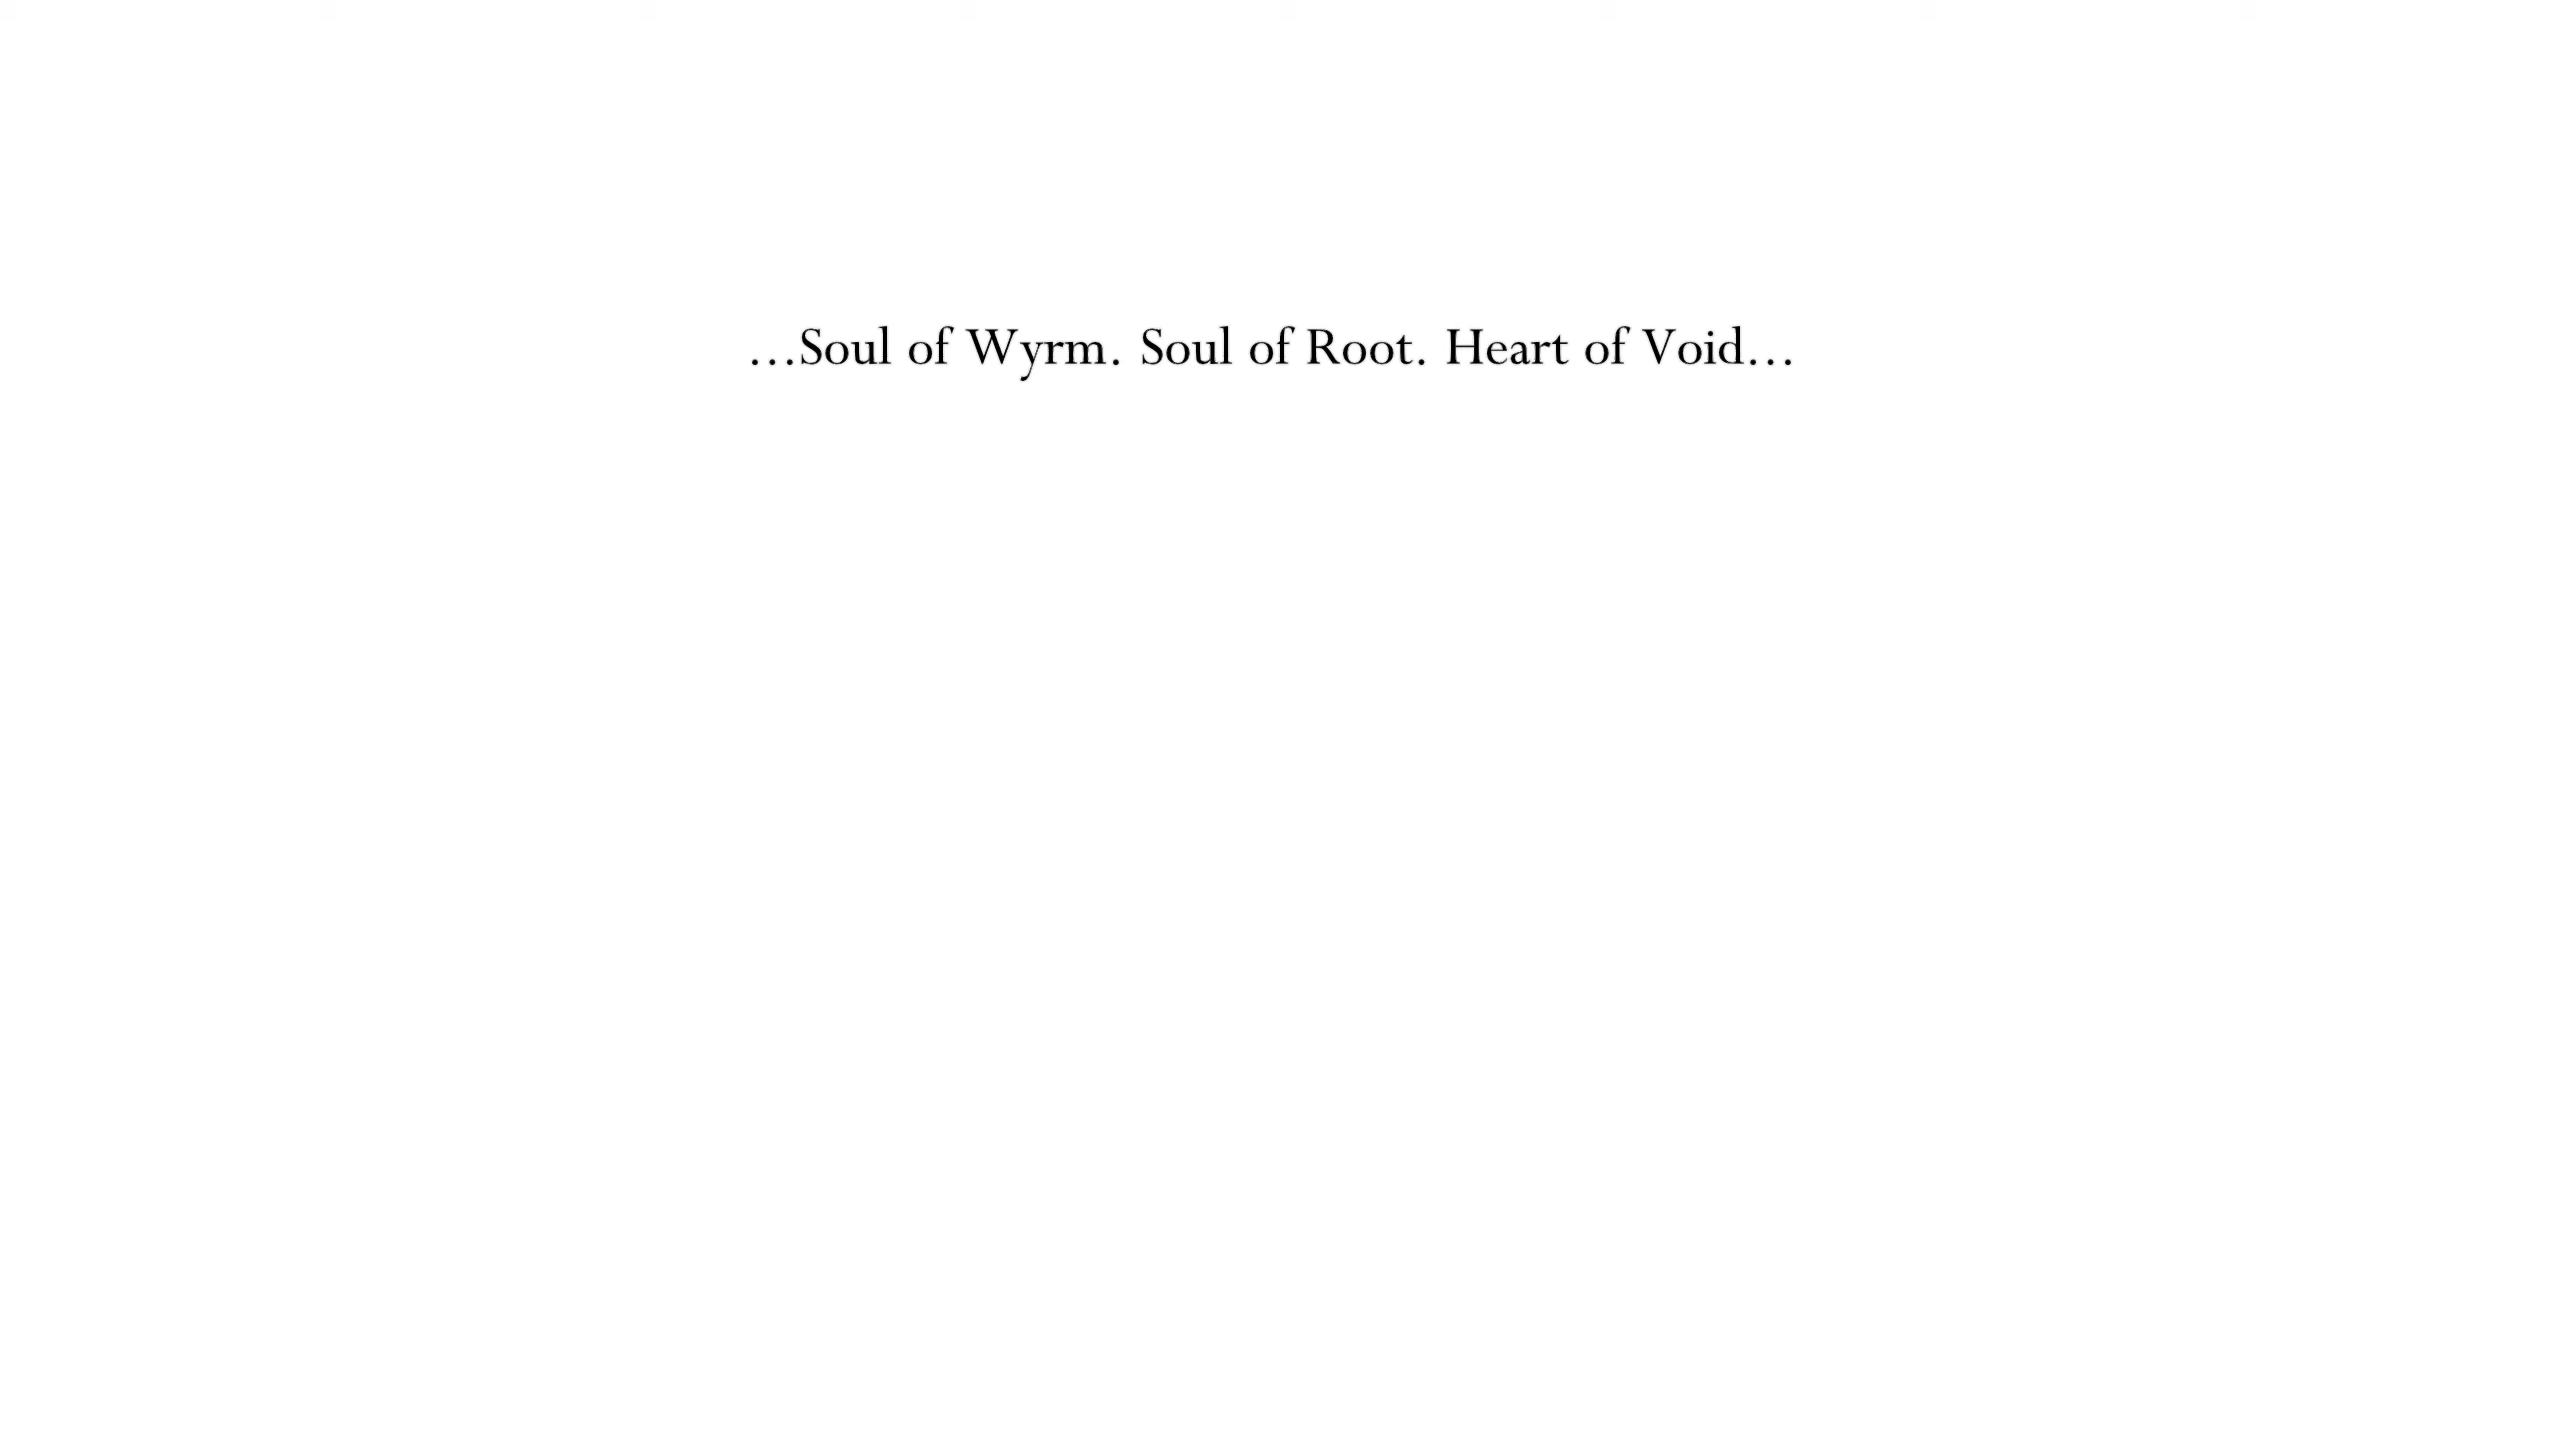 …Soul of Wyrm. Soul of Root. Heart of Void…